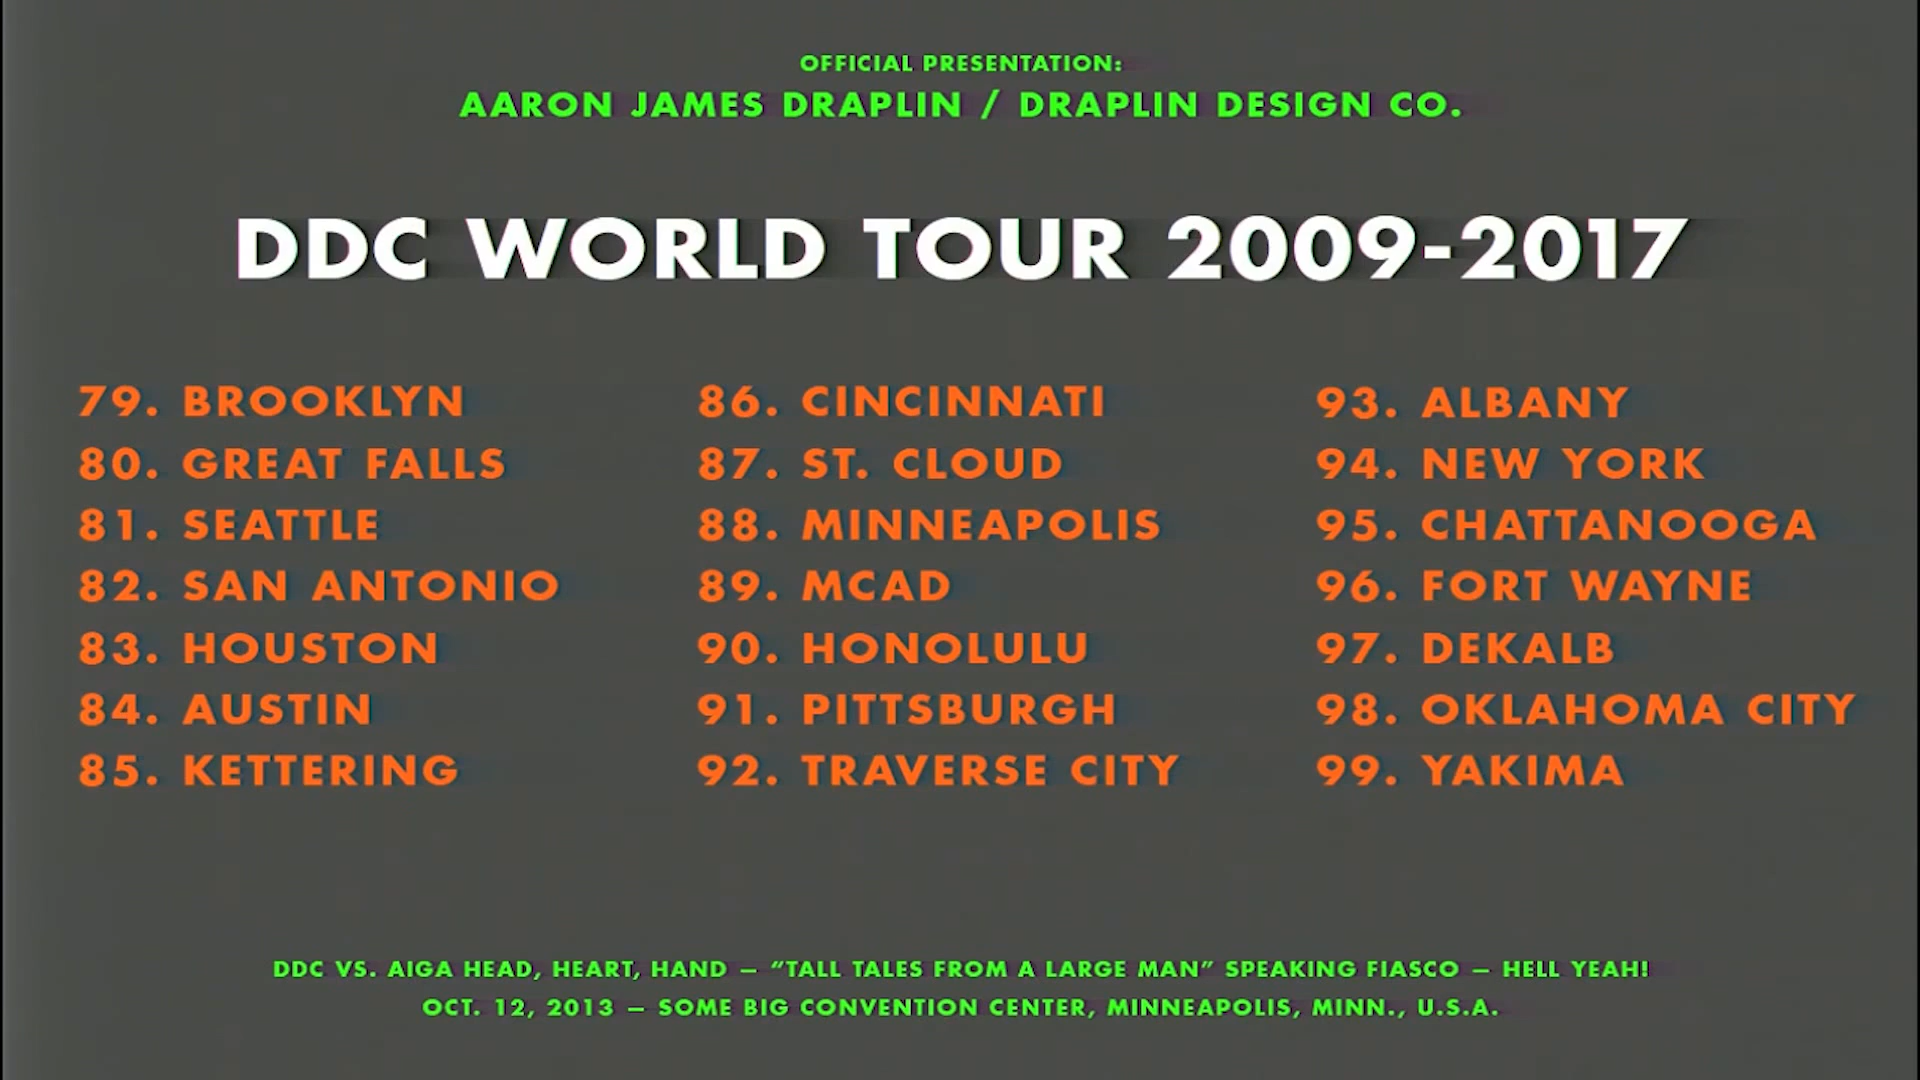 OFFICIAL PRESENTATION:
AARON JAMES DRAPLIN / DRAPLIN DESIGN CO.
DDC WORLD TOUR 2009-2017
79. BROOKLYN
80. GREAT FALLS
81. SEATTLE
82. SAN ANTONIO
83. HOUSTON
84. AUSTIN
85. KETTERING
86. CINCINNATI
87. ST. CLOUD
88. MINNEAPOLIS
89. MCAD
90. HONOLULU
91. PITTSBURGH
92. TRAVERSE CITY
93. ALBANY
94. NEW YORK
95. CHATTANOOGA
96. FORT WAYNE
97. DEKALB
98. OKLAHOMA CITY
99. YAKIMA
DDC VS. AIGA HEAD, HEART, HAND – “TALL TALES FROM A LARGE MAN” SPEAKING FIASCO – HELL YEAH!
OCT. 12, 2013 – SOME BIG CONVENTION CENTER, MINNEAPOLIS, MINN., U.S.A.